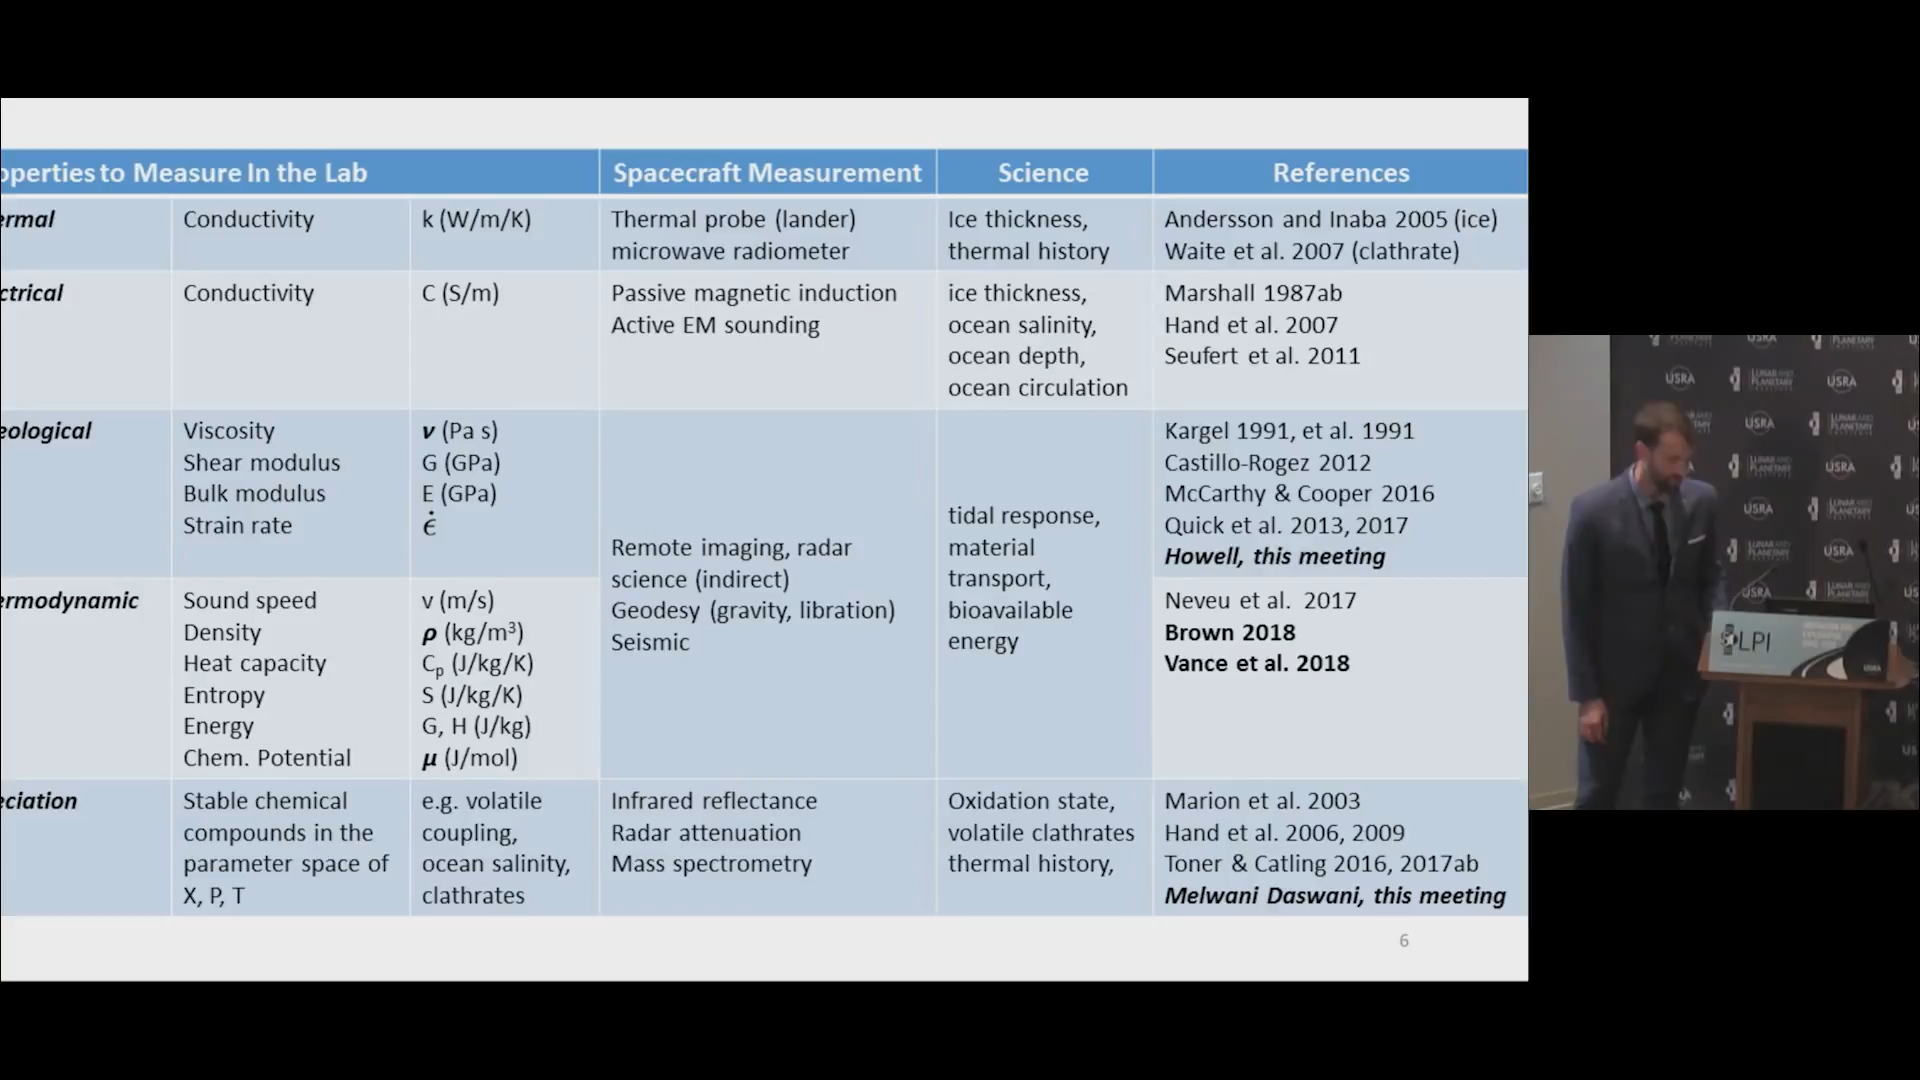 operties to Measure In the Lab
Spacecraft Measurement
Science
References
ermal
Conductivity
k (W/m/K)
Thermal probe (lander)
microwave radiometer
Ice thickness,
thermal history
Andersson and Inaba 2005 (ice)
Waite et al. 2007 (clathrate)
ctrical
Conductivity
C (S/m)
Passive magnetic induction
Active EM sounding
ice thickness,
ocean salinity,
ocean depth,
ocean circulation
Marshall 1987ab
Hand et al. 2007
Seufert et al. 2011
eological
Viscosity
Shear modulus
Bulk modulus
Strain rate
ν (Pa s)
G (GPa)
E (GPa)
ϵ̇
Remote imaging, radar
science (indirect)
Geodesy (gravity, libration)
Seismic
tidal response,
material
transport,
bioavailable
energy
Kargel 1991, et al. 1991
Castillo-Rogez 2012
McCarthy & Cooper 2016
Quick et al. 2013, 2017
Howell, this meeting
ermodynamic
Sound speed
Density
Heat capacity
Entropy
Energy
Chem. Potential
v (m/s)
ρ (kg/m³)
Cp (J/kg/K)
S (J/kg/K)
G, H (J/kg)
μ (J/mol)
Neveu et al. 2017
Brown 2018
Vance et al. 2018
eciation
Stable chemical
compounds in the
parameter space of
X, P, T
e.g. volatile
coupling,
ocean salinity,
clathrates
Infrared reflectance
Radar attenuation
Mass spectrometry
Oxidation state,
volatile clathrates
thermal history,
Marion et al. 2003
Hand et al. 2006, 2009
Toner & Catling 2016, 2017ab
Melwani Daswani, this meeting
6
USRA
LUNAR AND
PLANETARY
LPI